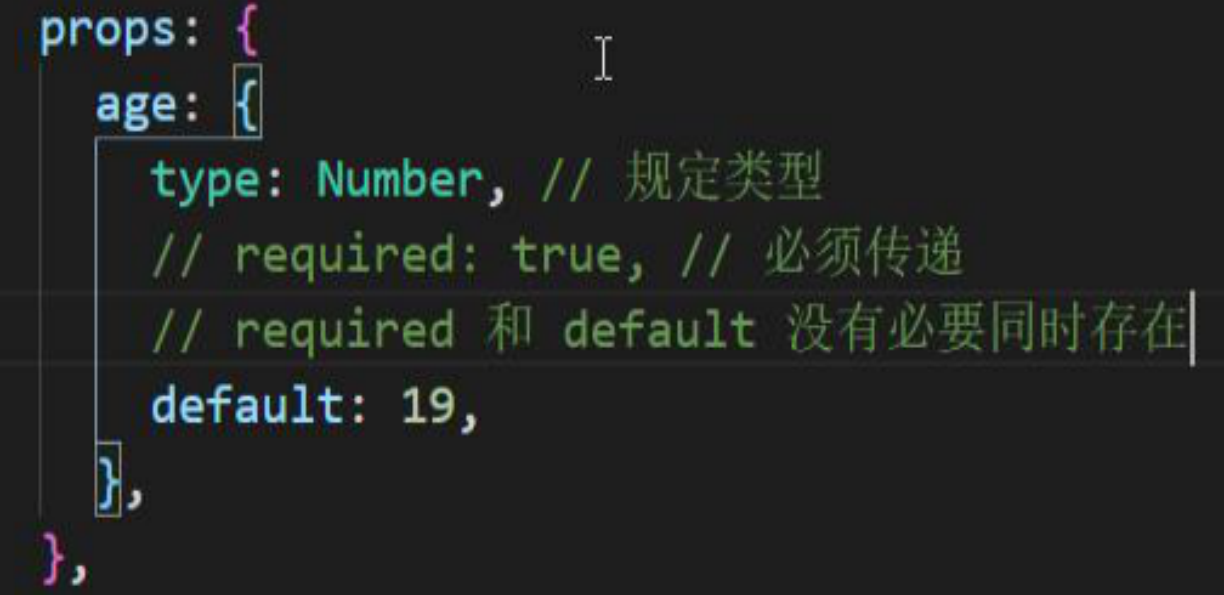 props: {
age: {
type: Number, // 规定类型
// required: true, // 必须传递
// required 和 default 没有必要同时存在
default: 19,
},
},